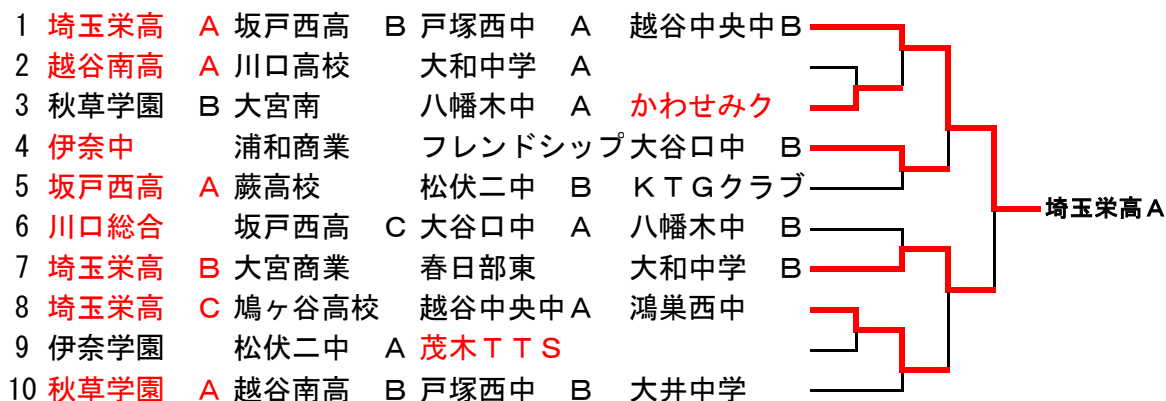 1 埼玉栄高 A 坂戸西高 B 戸塚西中 A 越谷中央中B
2 越谷南高 A 川口高校 大和中学 A
3 秋草学園 B 大宮南 八幡木中 A かわせみク
4 伊奈中 浦和商業 フレンドシップ 大谷口中 B
5 坂戸西高 A 蕨高校 松伏二中 B KTGクラブ
埼玉栄高A
6 川口総合 坂戸西高 C 大谷口中 A 八幡木中 B
7 埼玉栄高 B 大宮商業 春日部東 大和中学 B
8 埼玉栄高 C 鳩ヶ谷高校 越谷中央中A 鴻巣西中
9 伊奈学園 松伏二中 A 茂木TTS
10 秋草学園 A 越谷南高 B 戸塚西中 B 大井中学